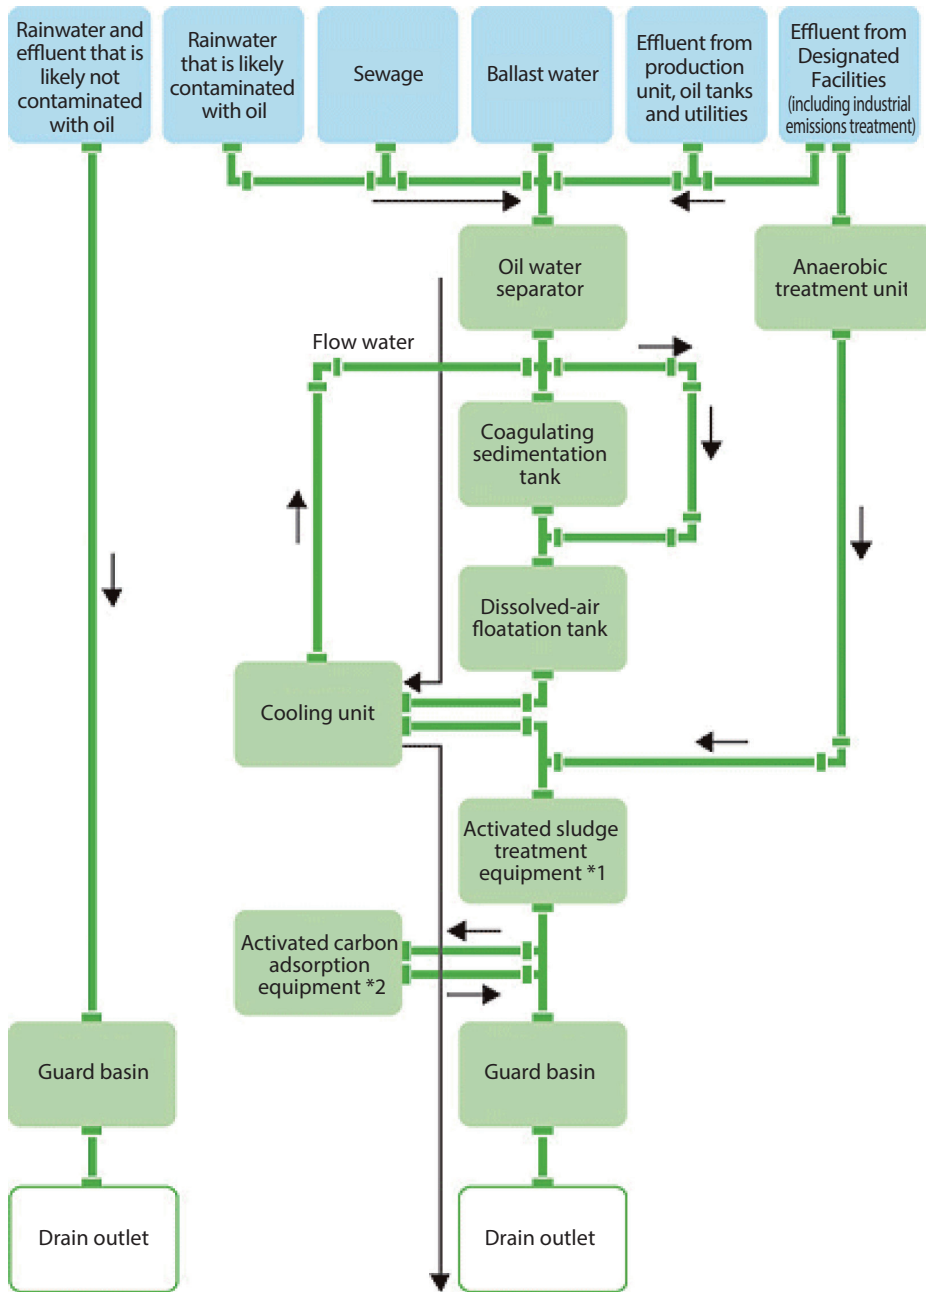 Rainwater and
effluent that is
likely not
contaminated
with oil
Rainwater
that is likely
contaminated
with oil
Sewage
Ballast water
Effluent from
production
unit, oil tanks
and utilities
Effluent from
Designated
Facilities
(including industrial
emissions treatment)
Oil water
separator
Anaerobic
treatment unit
Flow water
Coagulating
sedimentation
tank
Dissolved-air
floatation tank
Cooling unit
Activated sludge
treatment
equipment *1
Activated carbon
adsorption
equipment *2
Guard basin
Guard basin
Drain outlet
Drain outlet